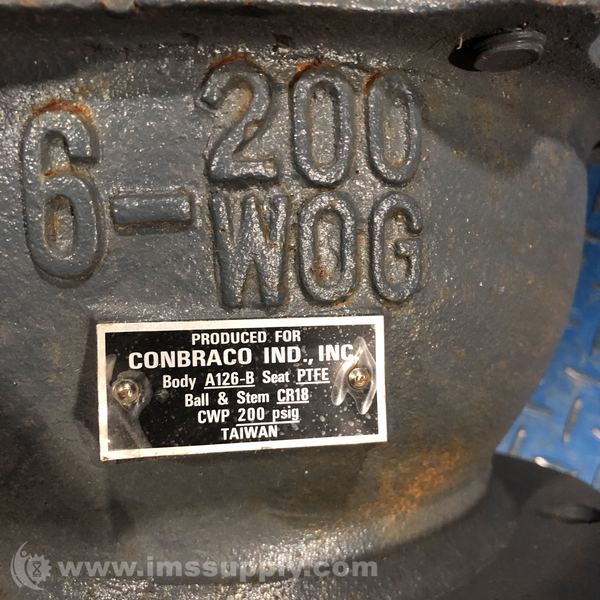 6-200
WOG
PRODUCED FOR
CONBRACO IND., INC.
Body A126-B Seat PTFE
Ball & Stem CR18
CWP 200 psig
TAIWAN
www.imssupply.com